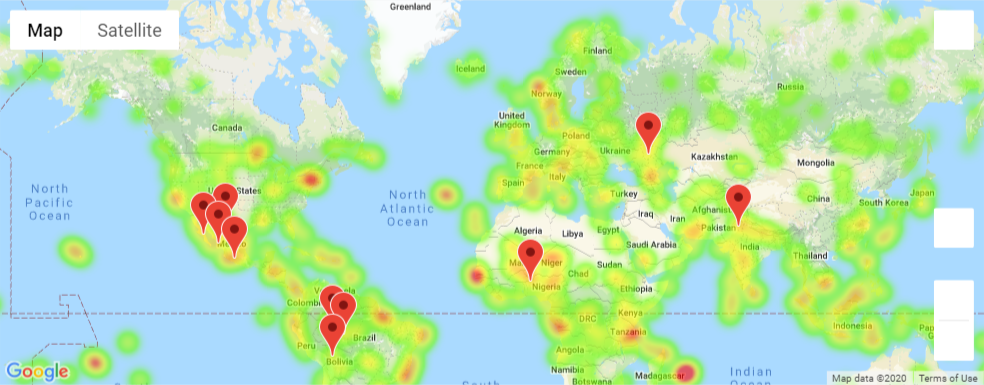 Map
Satellite
Greenland
Iceland
Finland
Sweden
Norway
Russia
United
Kingdom
Canada
Poland
Germany
Ukraine
Kazakhstan
Mongolia
France
Italy
Spain
North
Pacific
Ocean
United States
North
Atlantic
Ocean
Turkey
Iraq
Iran
Afghanistan
Pakistan
China
South Korea
Japan
Algeria
Libya
Egypt
Saudi Arabia
India
Thailand
Mexico
Mali
Niger
Chad
Sudan
Nigeria
Ethiopia
Venezuela
Colombia
Brazil
Peru
Bolivia
DRC
Kenya
Tanzania
Indonesia
Angola
Namibia
Botswana
Madagascar
Indian
Google
Map data ©2020
Terms of Use